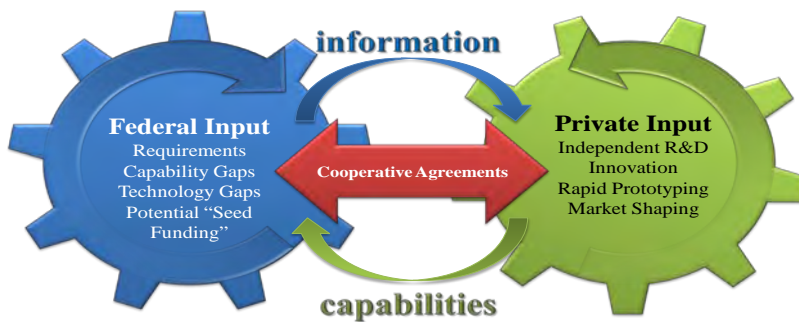 information
Federal Input
Requirements
Capability Gaps
Technology Gaps
Potential “Seed
Funding”
Cooperative Agreements
Private Input
Independent R&D
Innovation
Rapid Prototyping
Market Shaping
capabilities